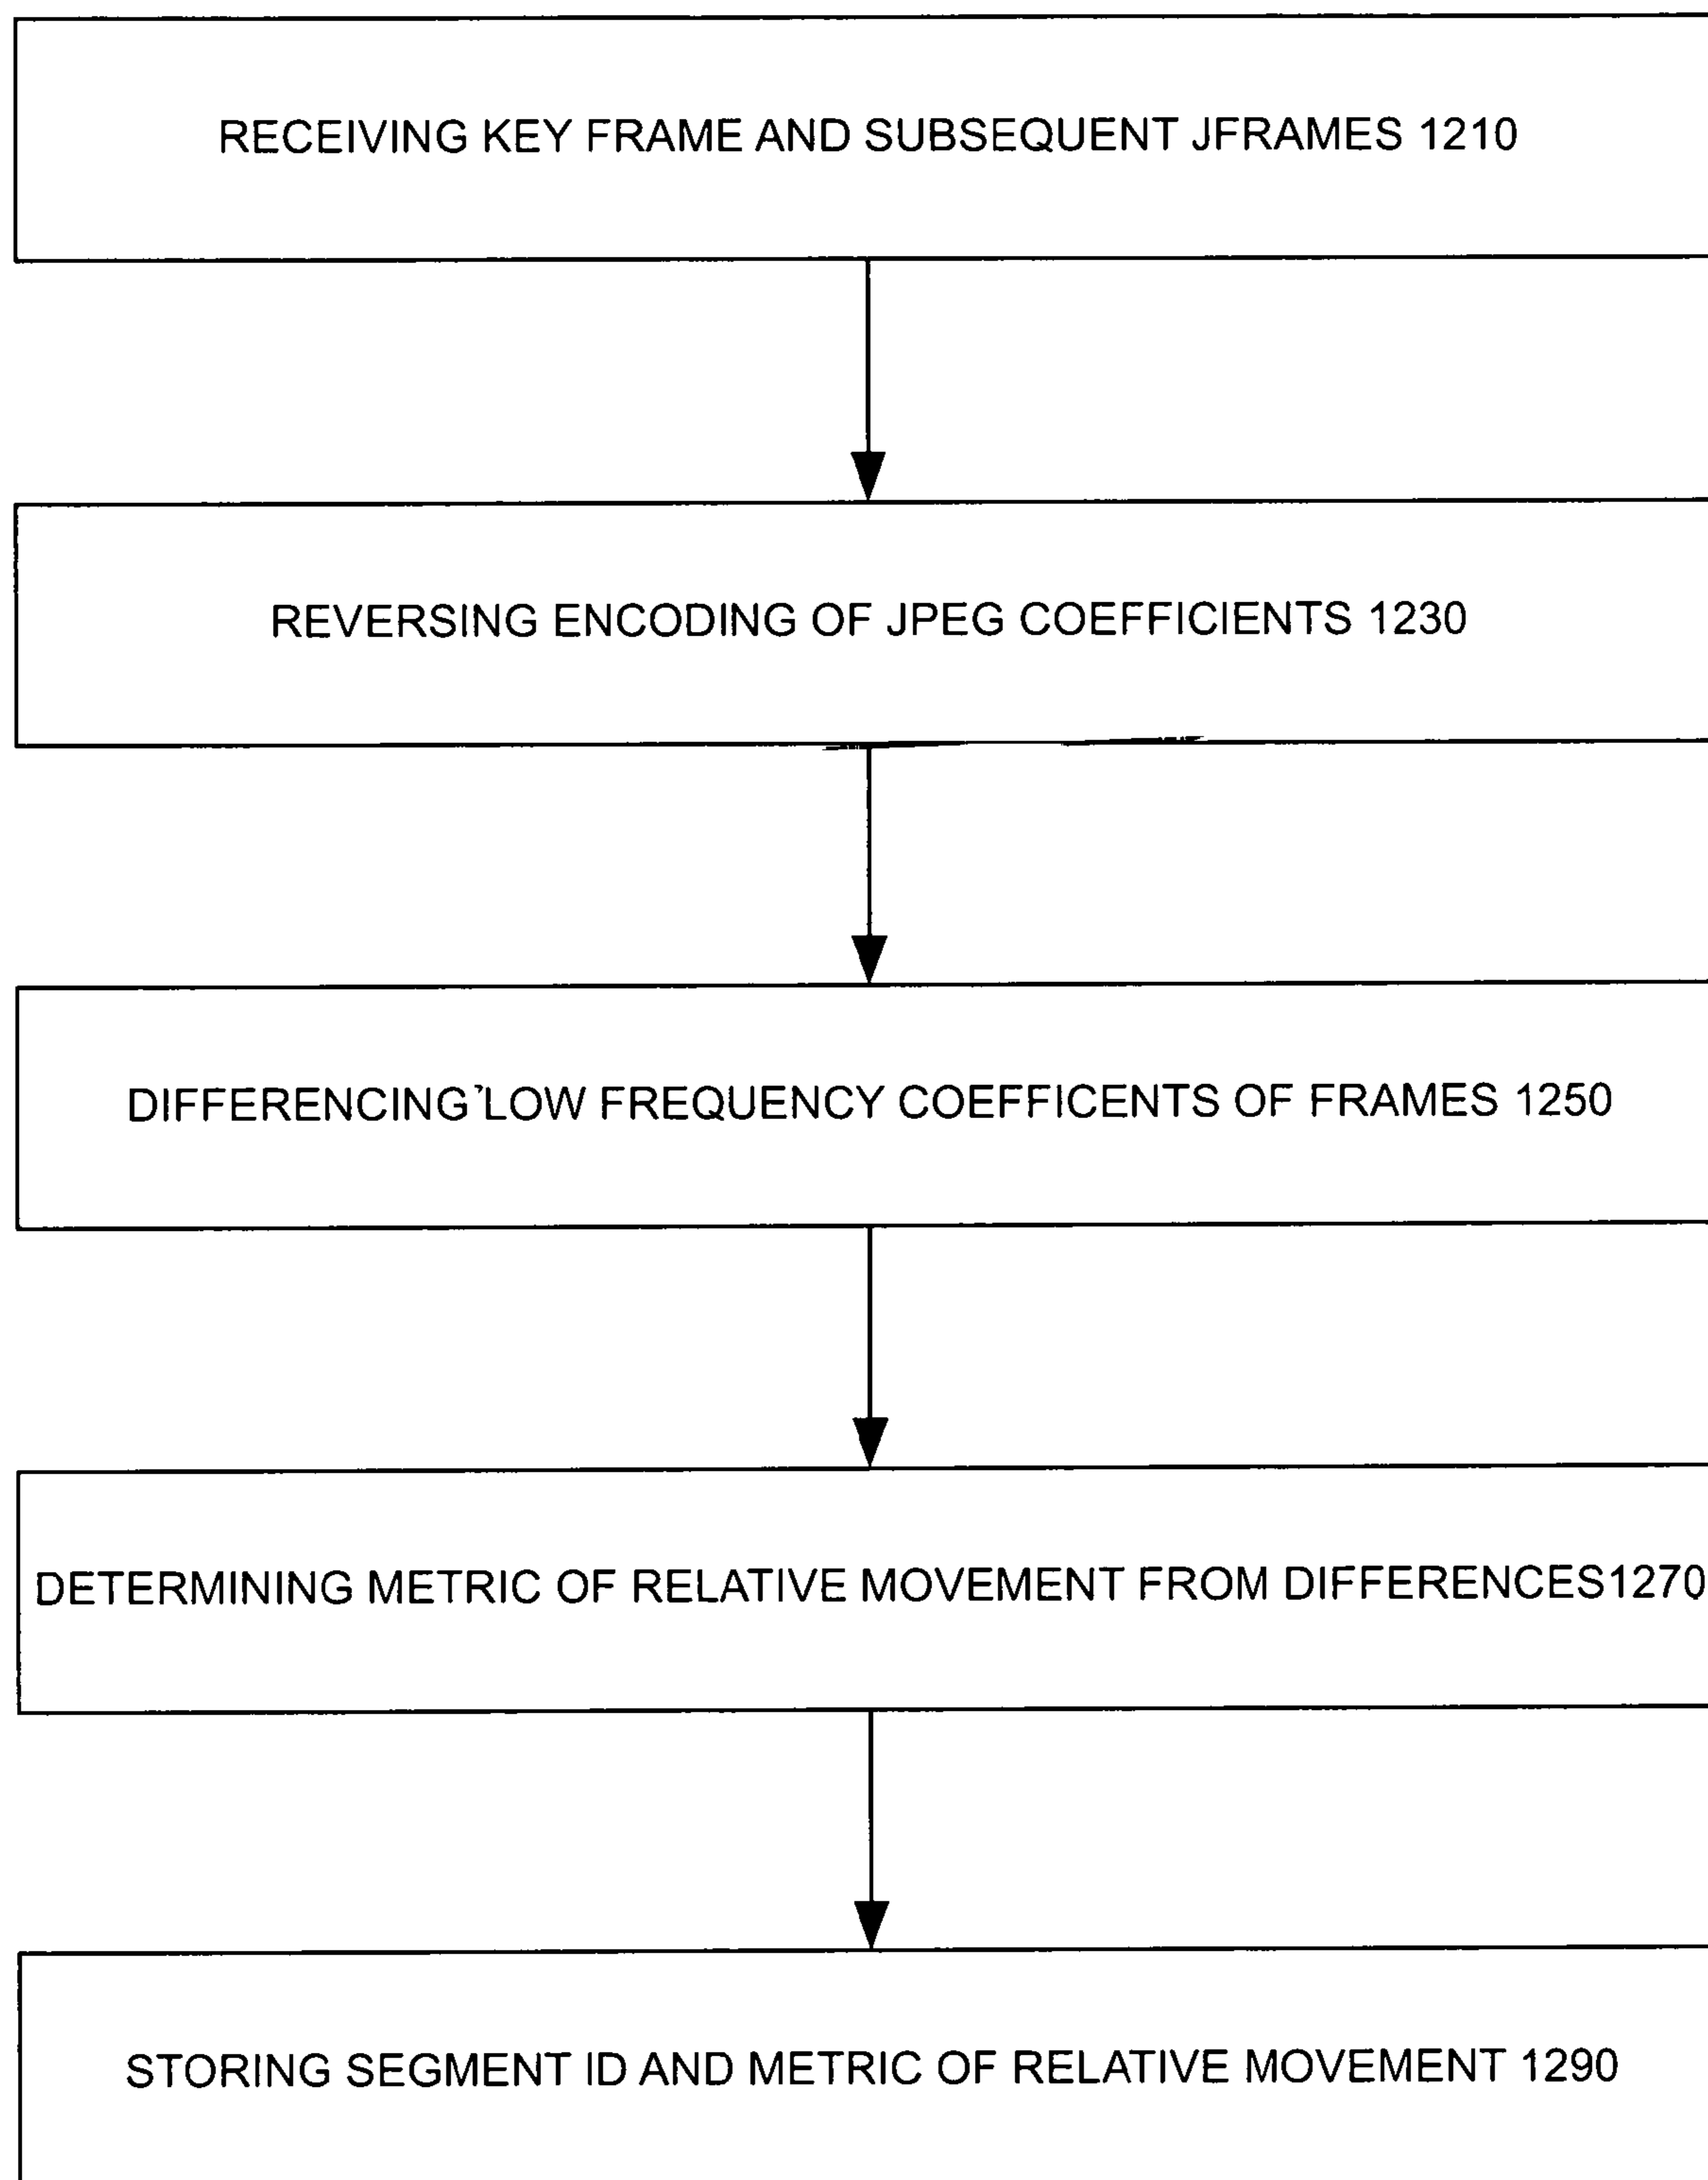 RECEIVING KEY FRAME AND SUBSEQUENT JFRAMES 1210
REVERSING ENCODING OF JPEG COEFFICIENTS 1230
DIFFERENCING LOW FREQUENCY COEFFICENTS OF FRAMES 1250
DETERMINING METRIC OF RELATIVE MOVEMENT FROM DIFFERENCES1270
STORING SEGMENT ID AND METRIC OF RELATIVE MOVEMENT 1290